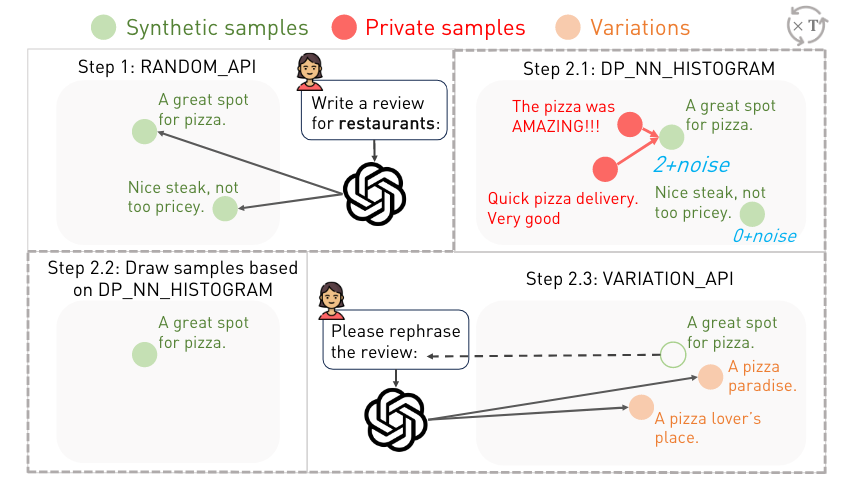 Synthetic samples
Private samples
Variations
× T
Step 1: RANDOM_API
A great spot
for pizza.
Nice steak, not
too pricey.
Write a review
for restaurants:
Step 2.1: DP_NN_HISTOGRAM
The pizza was
AMAZING!!!
A great spot
for pizza.
2+noise
Quick pizza delivery.
Very good
Nice steak, not
too pricey.
0+noise
Step 2.2: Draw samples based
on DP_NN_HISTOGRAM
A great spot
for pizza.
Step 2.3: VARIATION_API
Please rephrase
the review:
A great spot
for pizza.
A pizza
paradise.
A pizza lover's
place.